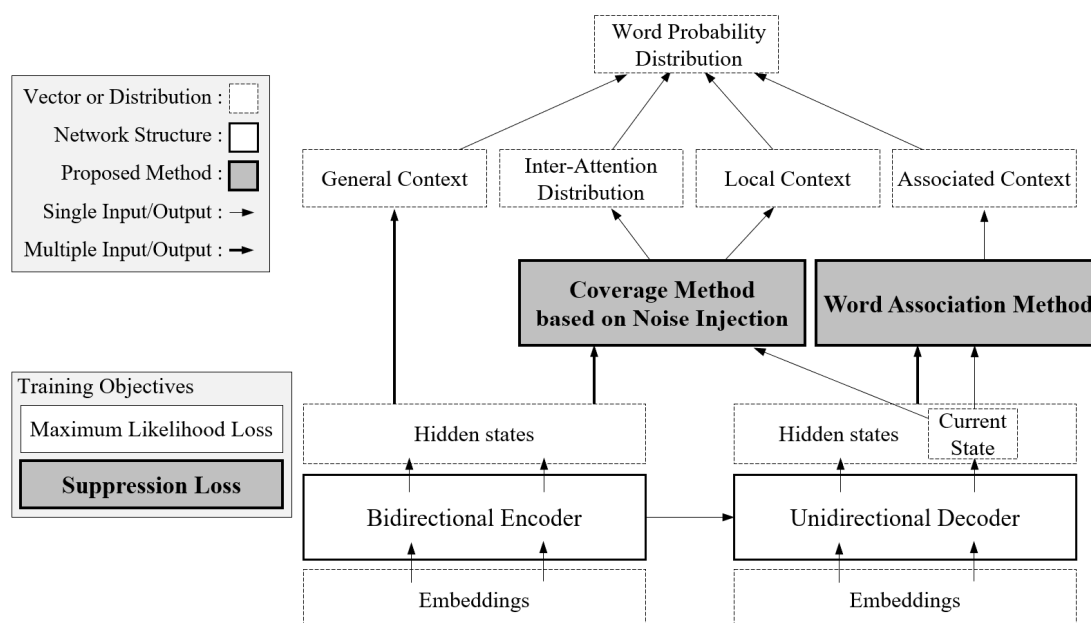 Word Probability
Distribution
Vector or Distribution :
Network Structure :
Proposed Method :
Single Input/Output :
Multiple Input/Output :
General Context
Inter-Attention
Distribution
Local Context
Associated Context
Coverage Method
based on Noise Injection
Word Association Method
Training Objectives
Maximum Likelihood Loss
Suppression Loss
Hidden states
Hidden states
Current
State
Bidirectional Encoder
Unidirectional Decoder
Embeddings
Embeddings